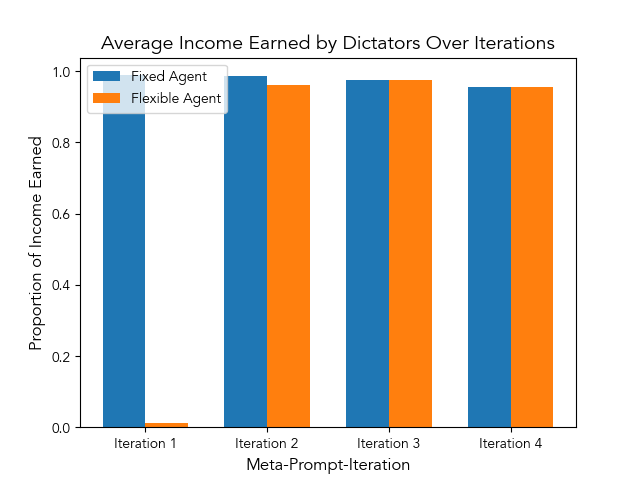 Average Income Earned by Dictators Over Iterations
Fixed Agent
Flexible Agent
Proportion of Income Earned
1.0
0.8
0.6
0.4
0.2
0.0
Iteration 1
Iteration 2
Iteration 3
Iteration 4
Meta-Prompt-Iteration